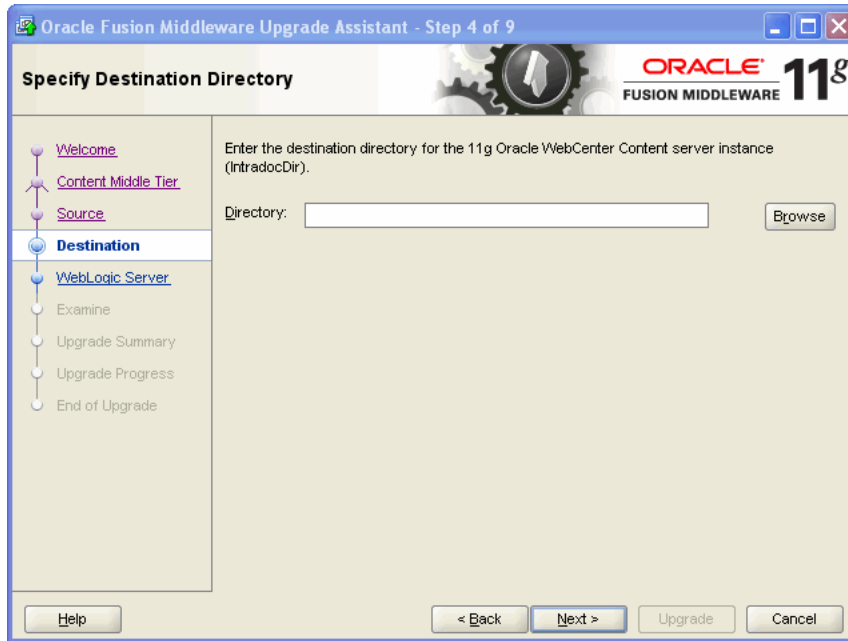 Oracle Fusion Middleware Upgrade Assistant - Step 4 of 9
Specify Destination Directory
ORACLE
FUSION MIDDLEWARE 11g
Welcome
Content Middle Tier
Source
Destination
WebLogic Server
Examine
Upgrade Summary
Upgrade Progress
End of Upgrade
Enter the destination directory for the 11g Oracle WebCenter Content server instance
(IntradocDir).
Directory:
Browse
Help
< Back
Next >
Upgrade
Cancel